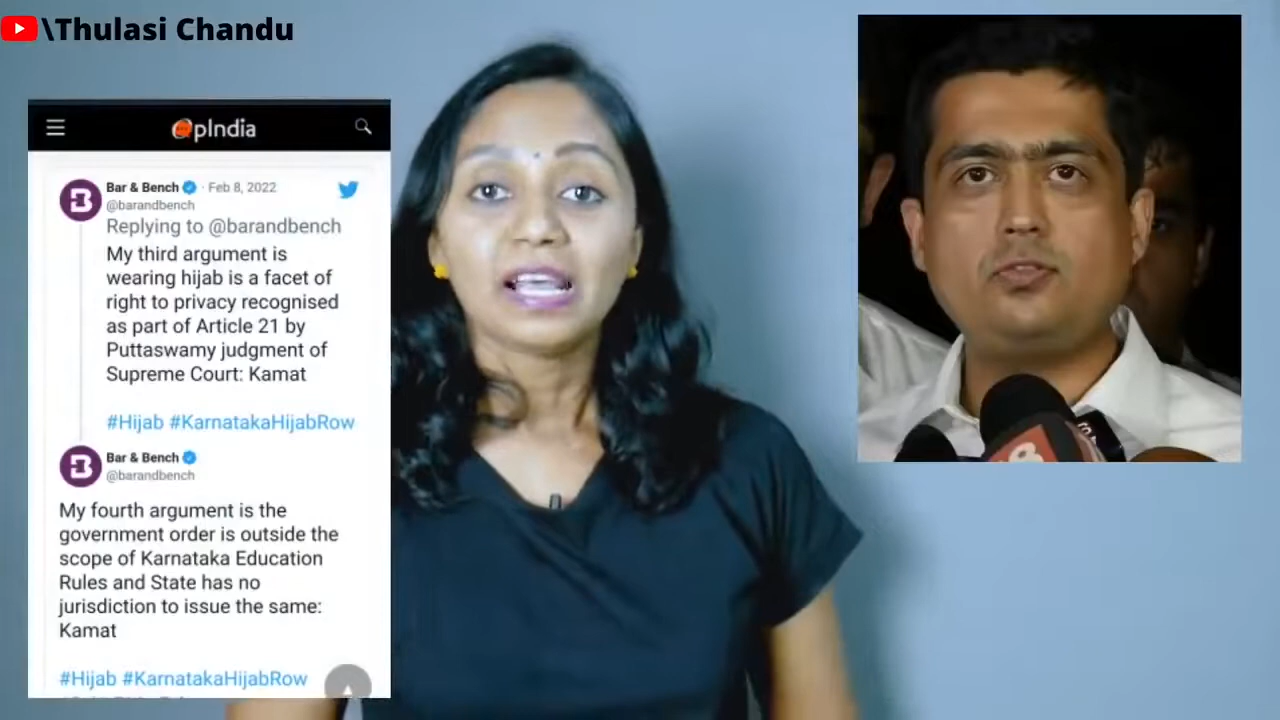 \Thulasi Chandu
OpIndia
Bar & Bench · Feb 8, 2022
@barandbench
Replying to @barandbench
My third argument is
wearing hijab is a facet of
right to privacy recognised
as part of Article 21 by
Puttaswamy judgment of
Supreme Court: Kamat
#Hijab #KarnatakaHijabRow
Bar & Bench
@barandbench
My fourth argument is the
government order is outside the
scope of Karnataka Education
Rules and State has no
jurisdiction to issue the same:
Kamat
#Hijab #KarnatakaHijabRow